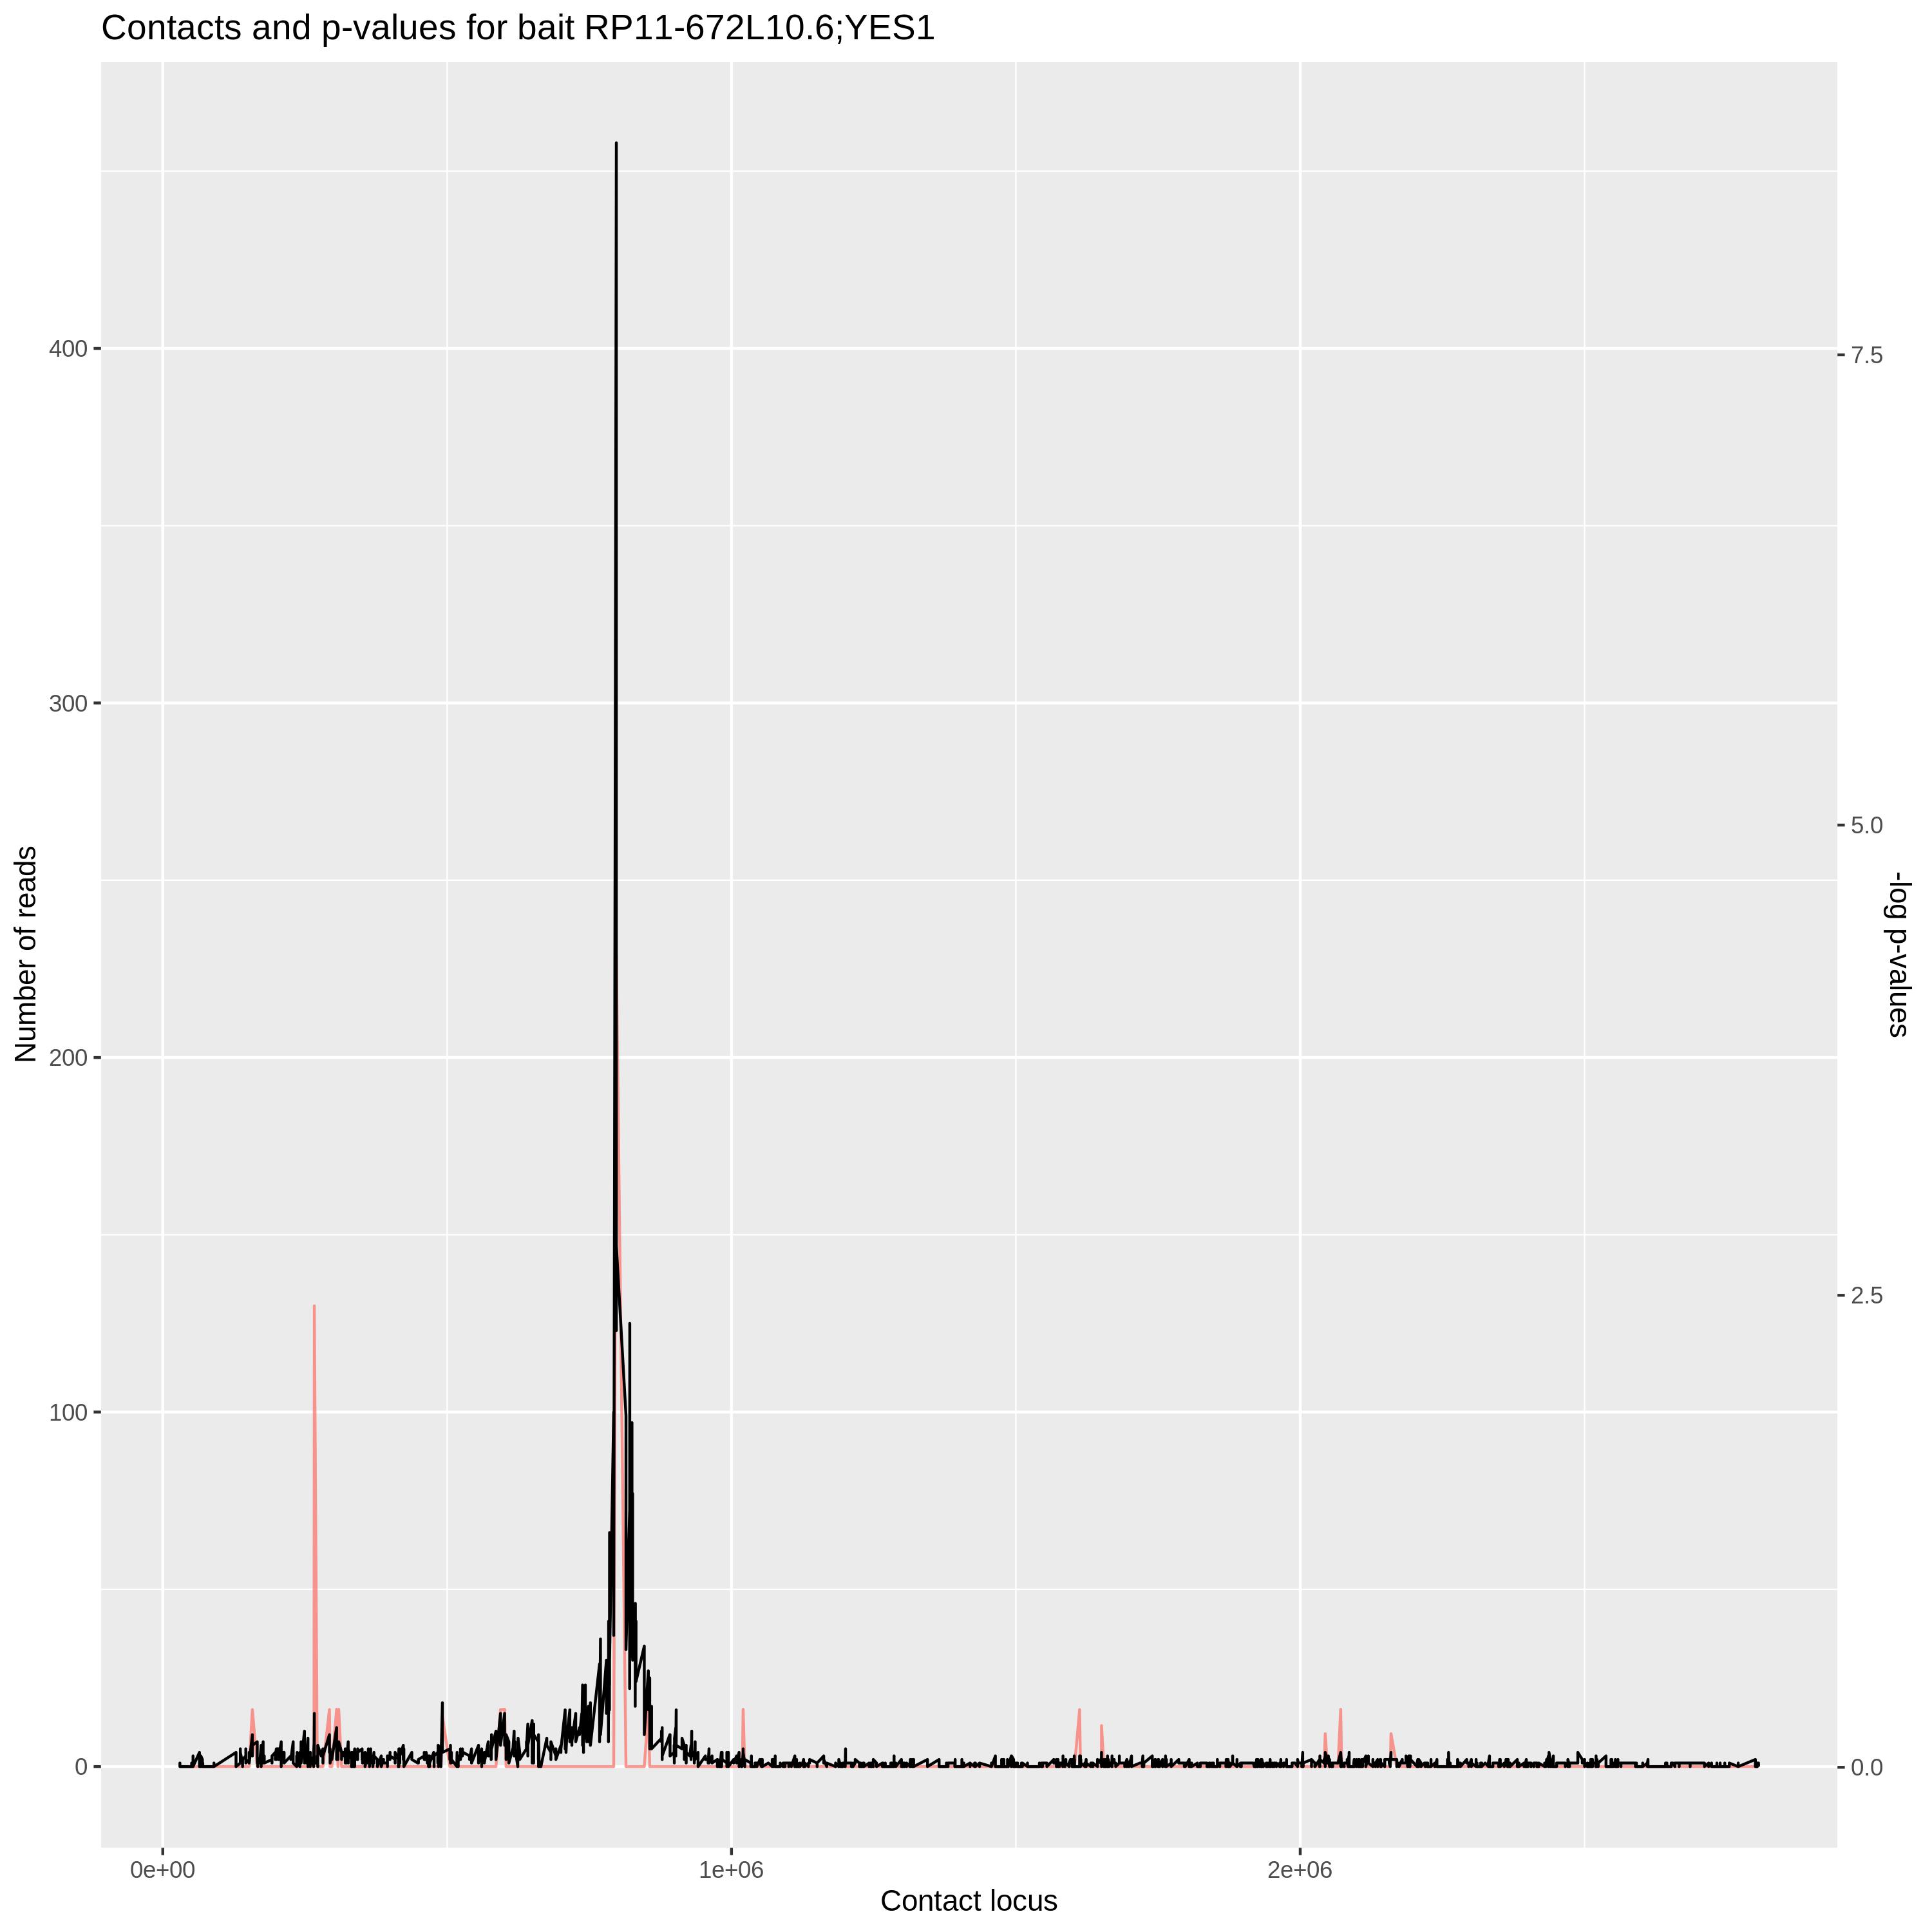 Contacts and p-values for bait RP11-672L10.6;YES1
400
300
200
100
0
Number of reads
7.5
5.0
2.5
0.0
-log p-values
0e+00
1e+06
2e+06
Contact locus